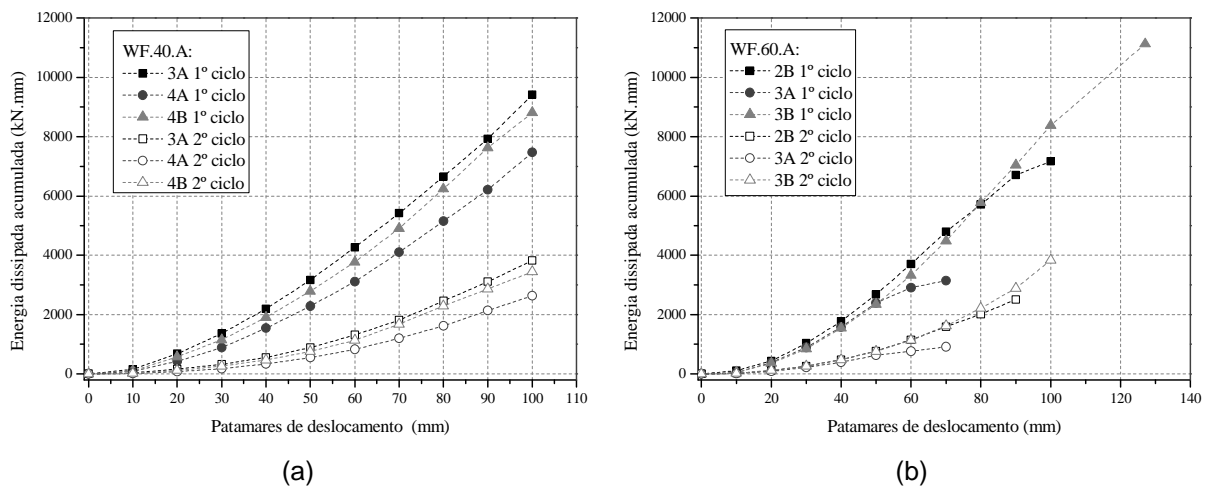 12000
10000
8000
6000
4000
2000
0
Energia dissipada acumulada (kN.mm)
WF.40.A:
3A 1º ciclo
4A 1º ciclo
4B 1º ciclo
3A 2º ciclo
4A 2º ciclo
4B 2º ciclo
0 10 20 30 40 50 60 70 80 90 100 110
Patamares de deslocamento (mm)
(a)
12000
10000
8000
6000
4000
2000
0
Energia dissipada acumulada (kN.mm)
WF.60.A:
2B 1º ciclo
3A 1º ciclo
3B 1º ciclo
2B 2º ciclo
3A 2º ciclo
3B 2º ciclo
0 20 40 60 80 100 120 140
Patamares de deslocamento (mm)
(b)